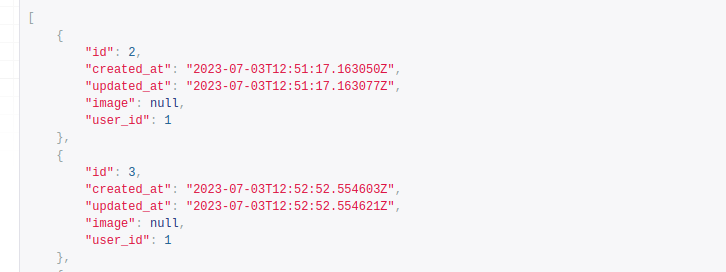 [
{
"id": 2,
"created_at": "2023-07-03T12:51:17.163050Z",
"updated_at": "2023-07-03T12:51:17.163077Z",
"image": null,
"user_id": 1
},
{
"id": 3,
"created_at": "2023-07-03T12:52:52.554603Z",
"updated_at": "2023-07-03T12:52:52.554621Z",
"image": null,
"user_id": 1
},